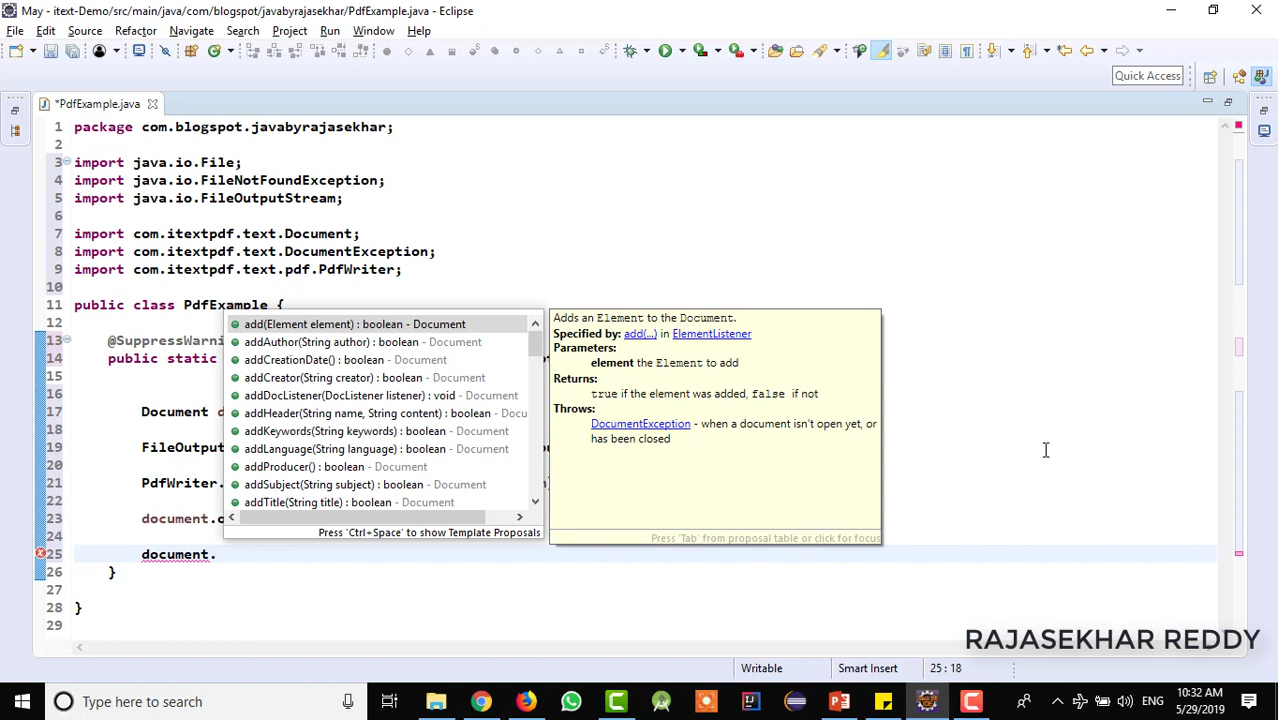 May - itext-Demo/src/main/java/com/blogspot/javabyrajasekhar/PdfExample.java - Eclipse
File Edit Source Refactor Navigate Search Project Run Window Help
Quick Access
*PdfExample.java
1 package com.blogspot.javabyrajasekhar;
2
3 import java.io.File;
4 import java.io.FileNotFoundException;
5 import java.io.FileOutputStream;
6
7 import com.itextpdf.text.Document;
8 import com.itextpdf.text.DocumentException;
9 import com.itextpdf.text.pdf.PdfWriter;
10
11 public class PdfExample {
12
13 @SuppressWarni
14 public static
15
16
17 Document d
18
19 FileOutput
20
21 PdfWriter.
22
23 document.o
24
25 document.
26 }
27
28 }
29
add(Element element) : boolean - Document
addAuthor(String author) : boolean - Document
addCreationDate() : boolean - Document
addCreator(String creator) : boolean - Document
addDocListener(DocListener listener) : void - Document
addHeader(String name, String content) : boolean - Docu
addKeywords(String keywords) : boolean - Document
addLanguage(String language) : boolean - Document
addProducer() : boolean - Document
addSubject(String subject) : boolean - Document
addTitle(String title) : boolean - Document
Press 'Ctrl+Space' to show Template Proposals
Adds an Element to the Document.
Specified by: add(...) in ElementListener
Parameters:
element the Element to add
Returns:
true if the element was added, false if not
Throws:
DocumentException - when a document isn't open yet, or
has been closed
Press 'Tab' from proposal table or click for focus
RAJASEKHAR REDDY
Writable Smart Insert 25 : 18
Type here to search
ENG
10:32 AM
5/29/2019